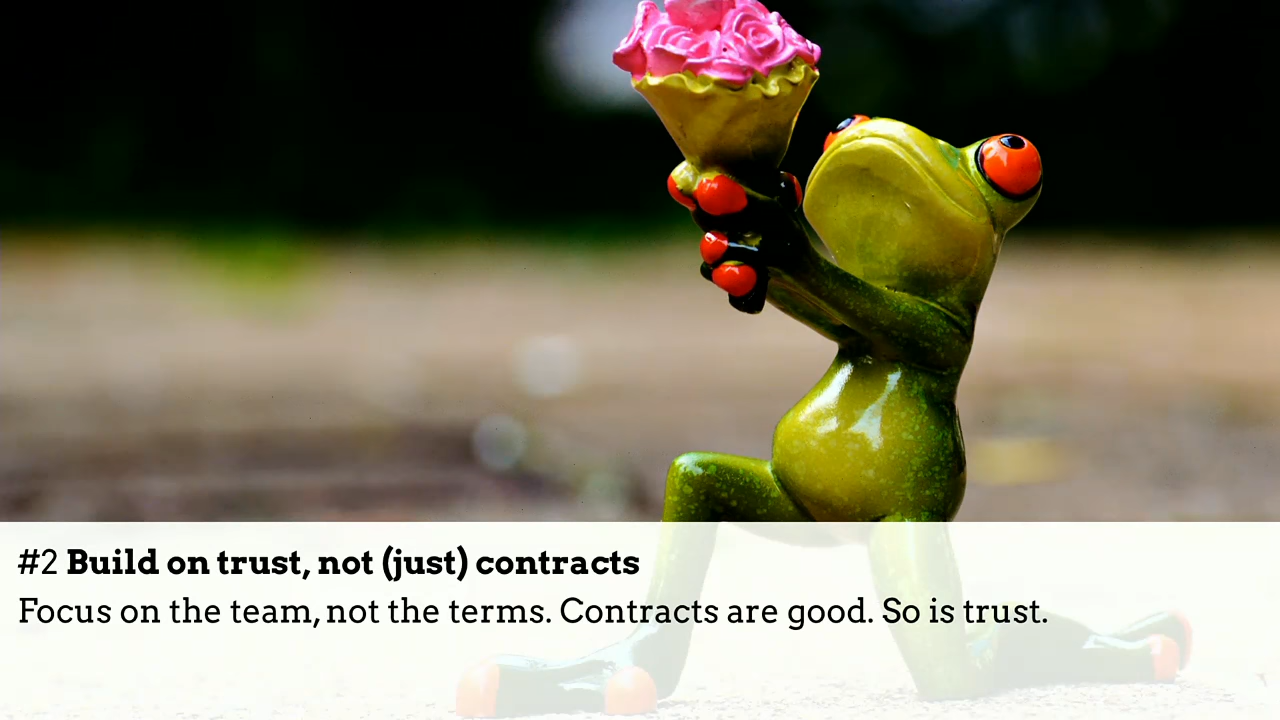 #2 Build on trust, not (just) contracts
Focus on the team, not the terms. Contracts are good. So is trust.